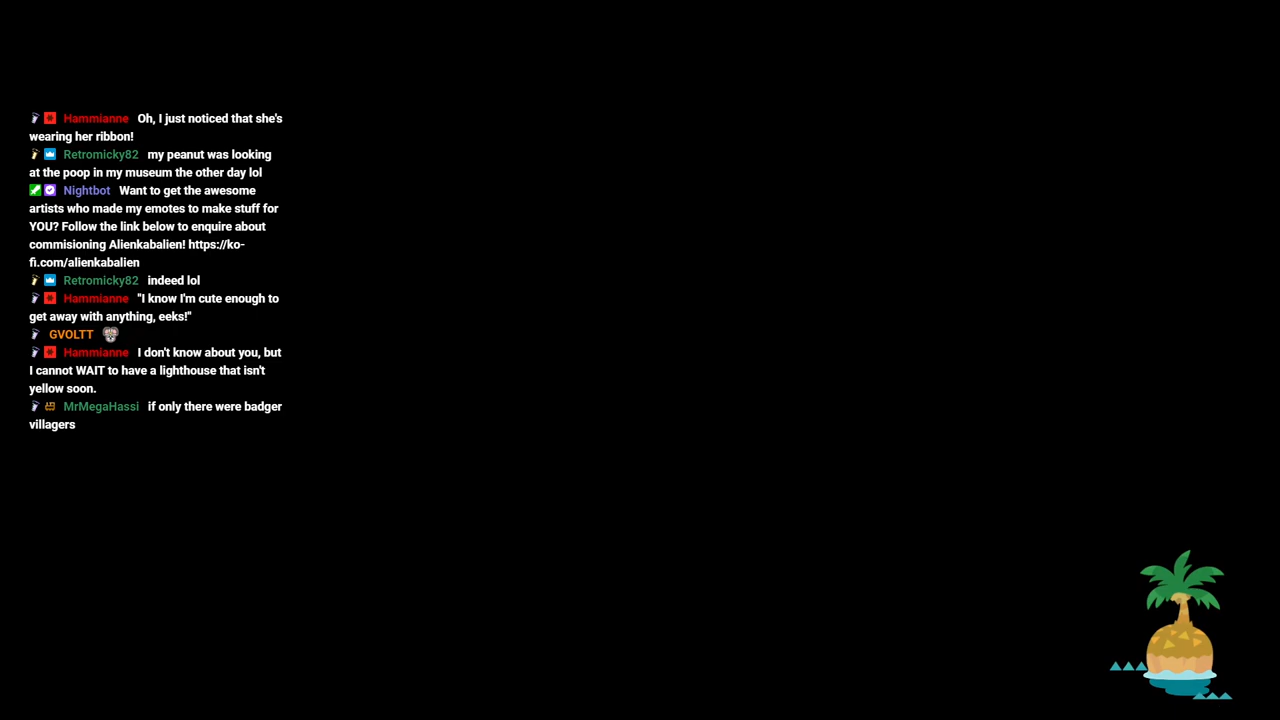 Hammianne Oh, I just noticed that she's
wearing her ribbon!
Retromicky82 my peanut was looking
at the poop in my museum the other day lol
Nightbot Want to get the awesome
artists who made my emotes to make stuff for
YOU? Follow the link below to enquire about
commisioning Alienkabalien! https://ko-
fi.com/alienkabalien
Retromicky82 indeed lol
Hammianne "I know I'm cute enough to
get away with anything, eeks!"
GVOLTT
Hammianne I don't know about you, but
I cannot WAIT to have a lighthouse that isn't
yellow soon.
MrMegaHassi if only there were badger
villagers